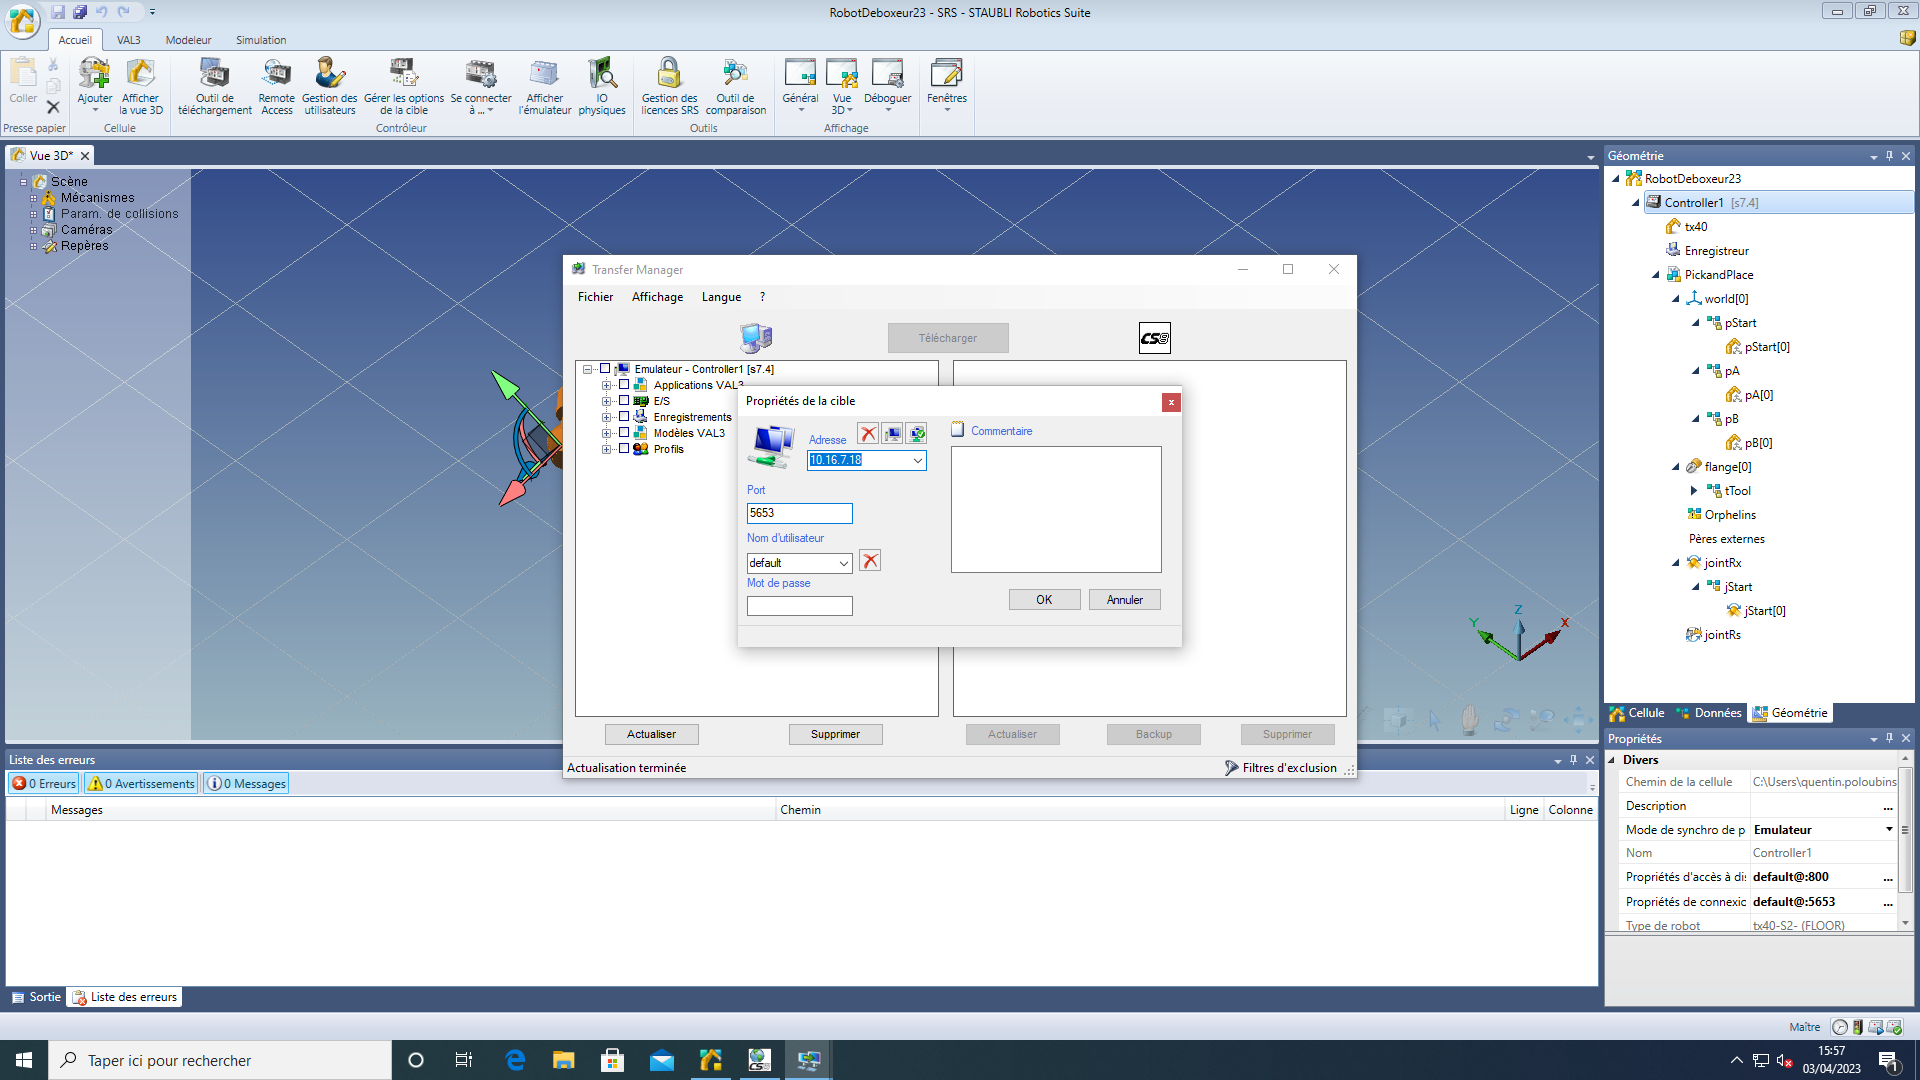 RobotDeboxeur23 - SRS - STAUBLI Robotics Suite
Accueil VAL3 Modeleur Simulation
Coller
Ajouter
Afficher la vue 3D
Outil de téléchargement
Remote Access
Gestion des utilisateurs
Gérer les options de la cible
Se connecter à ...
Afficher l'émulateur
IO physiques
Gestion des licences SRS
Outil de comparaison
Général
Vue 3D
Déboguer
Fenêtres
Presse papier Cellule Contrôleur Outils Affichage
Vue 3D*
Scène
Mécanismes
Param. de collisions
Caméras
Repères
Transfer Manager
Fichier Affichage Langue ?
Télécharger
CS8
Emulateur - Controller1 [s7.4]
Applications VAL3
E/S
Enregistrements
Modèles VAL3
Profils
Propriétés de la cible
x
Adresse
10.16.7.18
Port
5653
Nom d'utilisateur
default
Mot de passe
Commentaire
OK Annuler
Actualiser Supprimer Actualiser Backup Supprimer
Actualisation terminée Filtres d'exclusion
Z
Y
X
Géométrie
RobotDeboxeur23
Controller1 [s7.4]
tx40
Enregistreur
PickandPlace
world[0]
pStart
pStart[0]
pA
pA[0]
pB
pB[0]
flange[0]
tTool
Orphelins
Pères externes
jointRx
jStart
jStart[0]
jointRs
Cellule Données Géométrie
Propriétés
Divers
Chemin de la cellule C:\Users\quentin.poloubins
Description ...
Mode de synchro de p Emulateur
Nom Controller1
Propriétés d'accès à dis default@:800 ...
Propriétés de connexio default@:5653 ...
Type de robot tx40-S2- (FLOOR)
Liste des erreurs
0 Erreurs 0 Avertissements 0 Messages
Messages Chemin Ligne Colonne
Sortie Liste des erreurs
Maître
Taper ici pour rechercher
CS8
15:57
03/04/2023
1